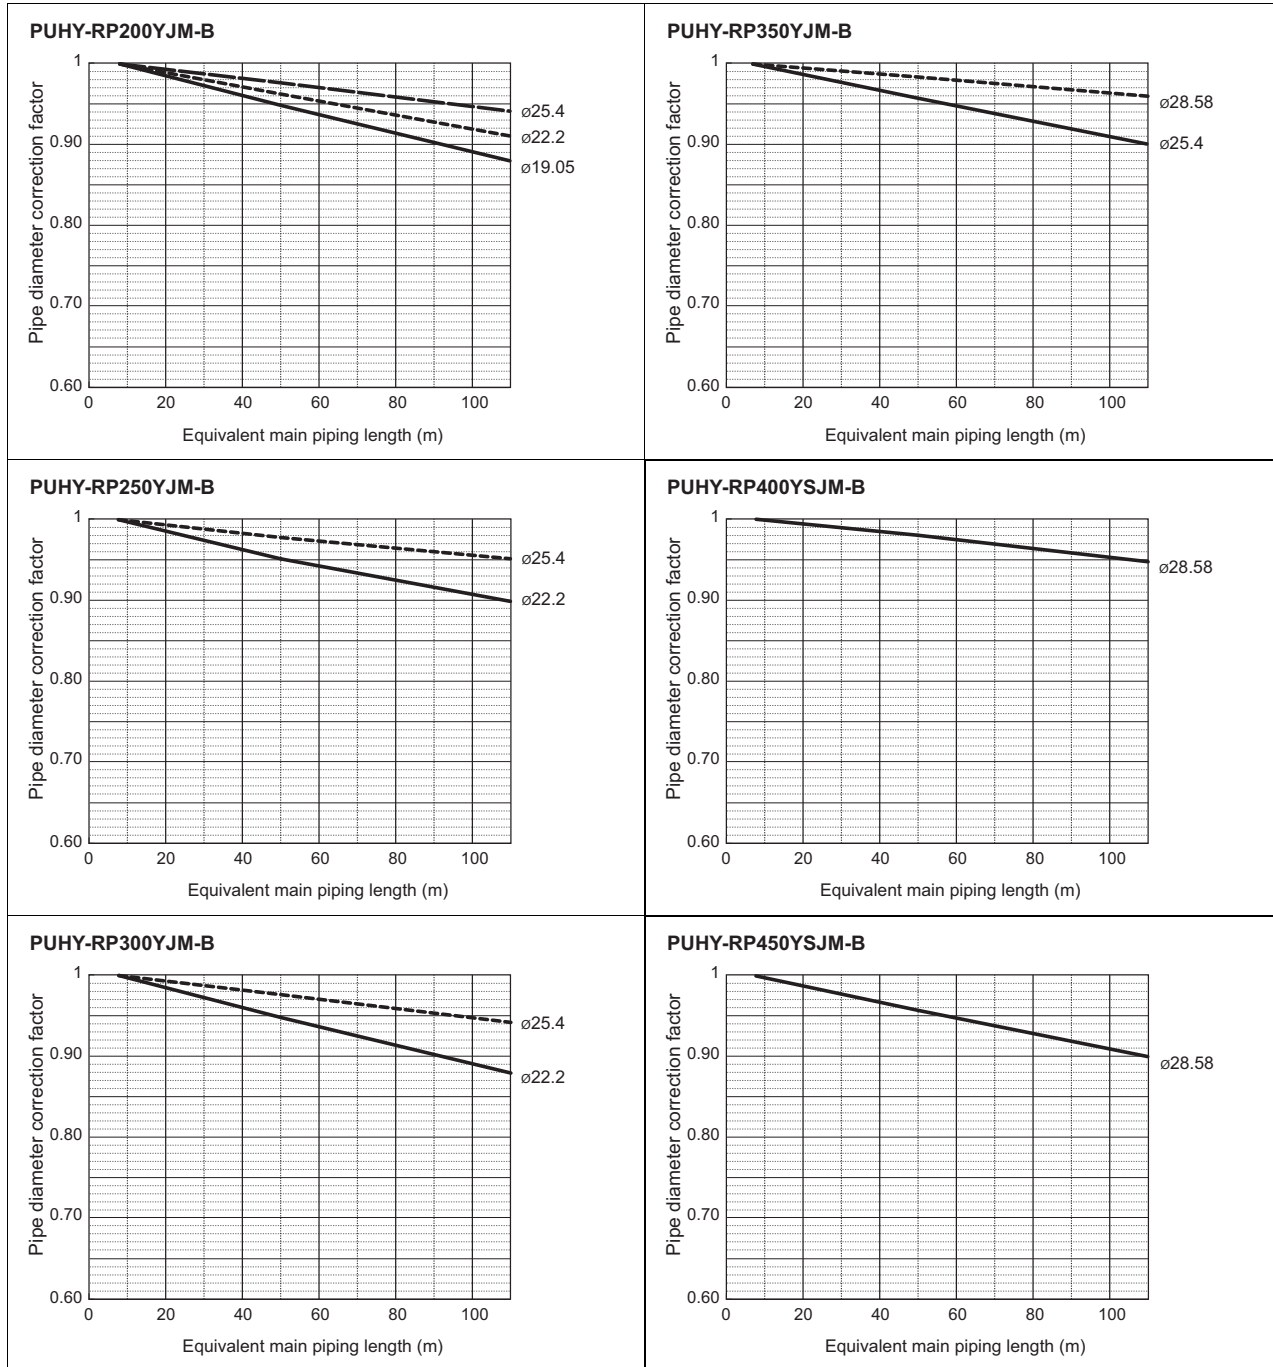 PUHY-RP200YJM-B
Pipe diameter correction factor
1
0.90
0.80
0.70
0.60
0
20
40
60
80
100
Equivalent main piping length (m)
ø25.4
ø22.2
ø19.05
PUHY-RP350YJM-B
Pipe diameter correction factor
1
0.90
0.80
0.70
0.60
0
20
40
60
80
100
Equivalent main piping length (m)
ø28.58
ø25.4
PUHY-RP250YJM-B
Pipe diameter correction factor
1
0.90
0.80
0.70
0.60
0
20
40
60
80
100
Equivalent main piping length (m)
ø25.4
ø22.2
PUHY-RP400YSJM-B
Pipe diameter correction factor
1
0.90
0.80
0.70
0.60
0
20
40
60
80
100
Equivalent main piping length (m)
ø28.58
PUHY-RP300YJM-B
Pipe diameter correction factor
1
0.90
0.80
0.70
0.60
0
20
40
60
80
100
Equivalent main piping length (m)
ø25.4
ø22.2
PUHY-RP450YSJM-B
Pipe diameter correction factor
1
0.90
0.80
0.70
0.60
0
20
40
60
80
100
Equivalent main piping length (m)
ø28.58